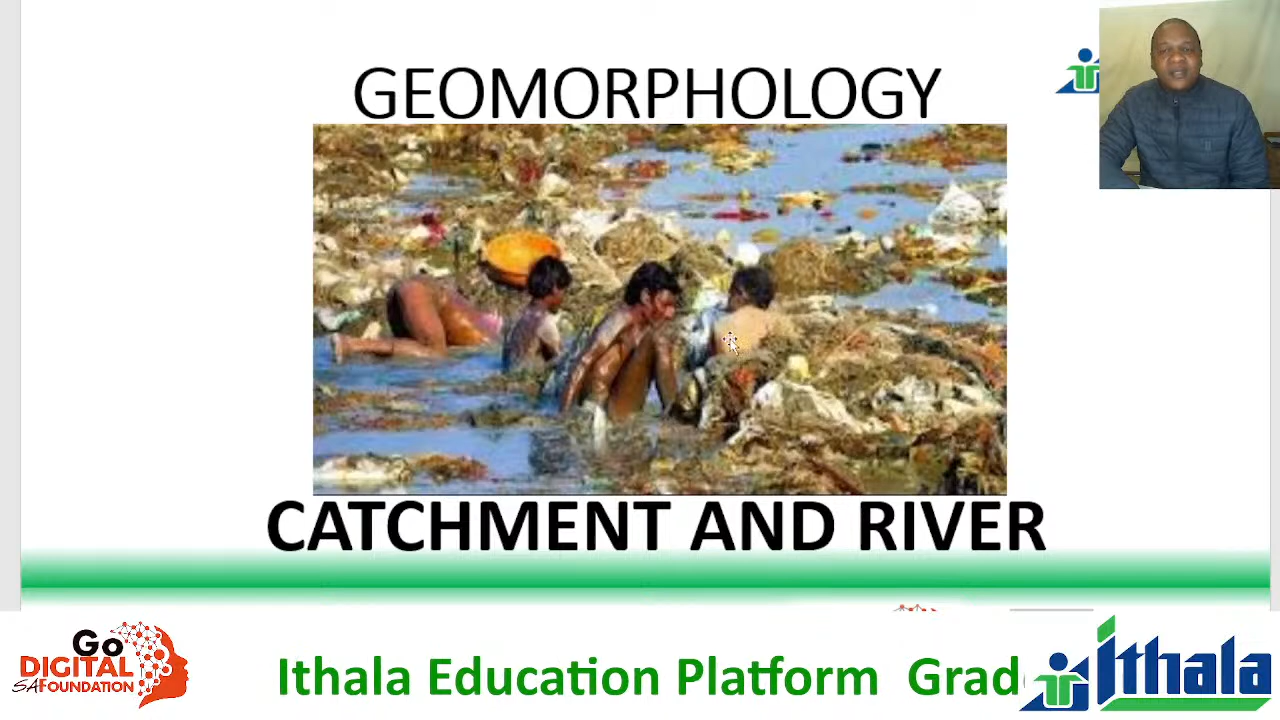 GEOMORPHOLOGY
CATCHMENT AND RIVER
Go
DIGITAL
SA FOUNDATION
Ithala Education Platform Grad
Ithala